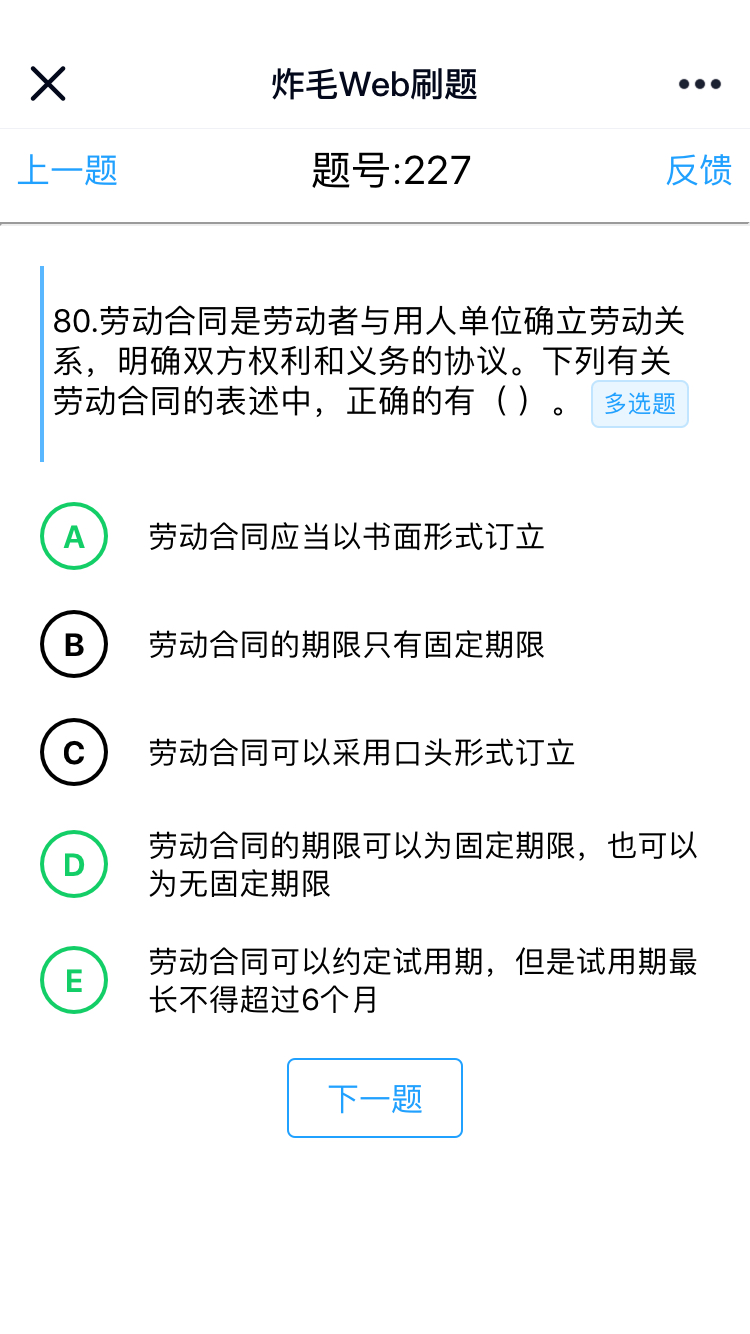 炸毛Web刷题
上一题
题号:227
反馈
80.劳动合同是劳动者与用人单位确立劳动关
系，明确双方权利和义务的协议。下列有关
劳动合同的表述中，正确的有（ ）。 多选题
A 劳动合同应当以书面形式订立
B 劳动合同的期限只有固定期限
C 劳动合同可以采用口头形式订立
D 劳动合同的期限可以为固定期限，也可以
为无固定期限
E 劳动合同可以约定试用期，但是试用期最
长不得超过6个月
下一题